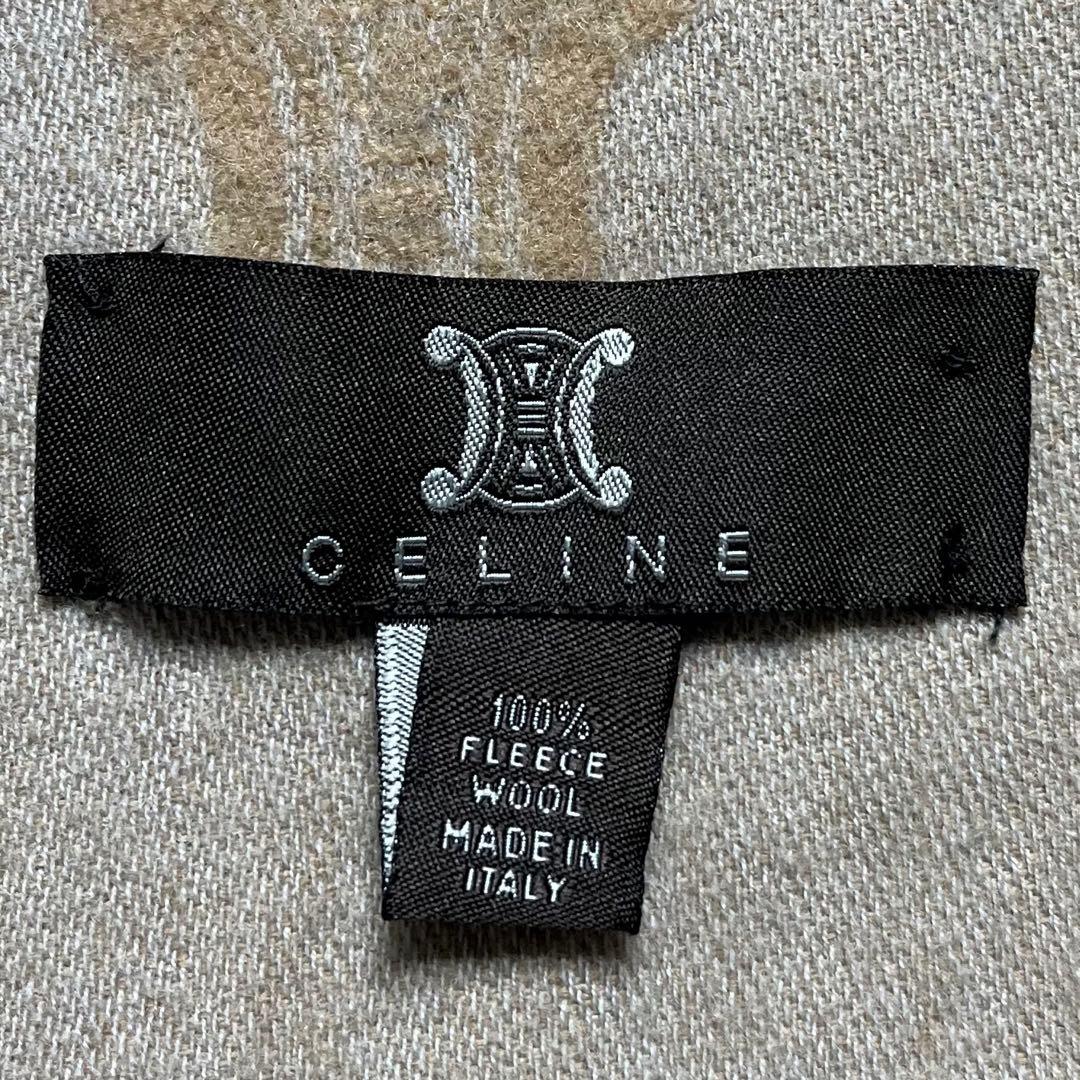 CELINE
100%
FLEECE
WOOL
MADE IN
ITALY